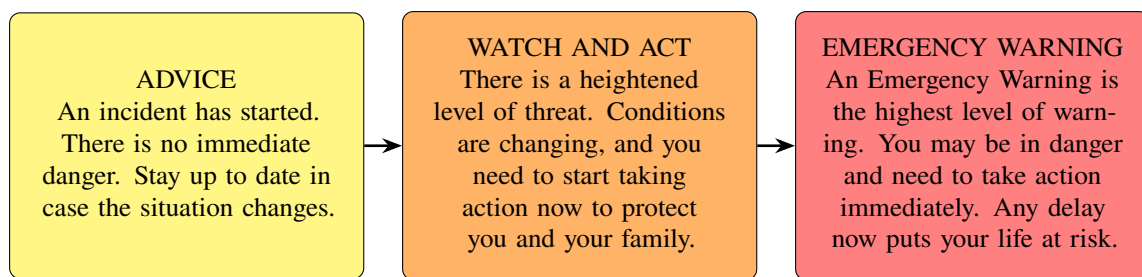 ADVICE
An incident has started.
There is no immediate
danger. Stay up to date in
case the situation changes.
WATCH AND ACT
There is a heightened
level of threat. Conditions
are changing, and you
need to start taking
action now to protect
you and your family.
EMERGENCY WARNING
An Emergency Warning is
the highest level of warn-
ing. You may be in danger
and need to take action
immediately. Any delay
now puts your life at risk.